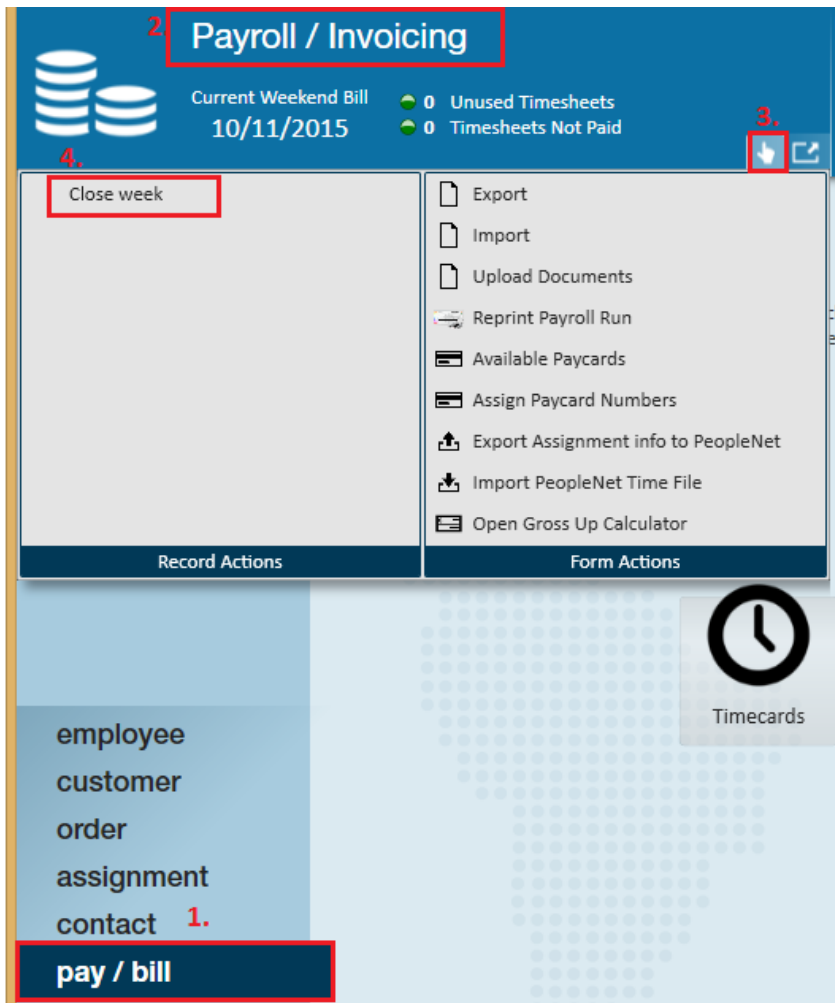 2. Payroll / Invoicing
Current Weekend Bill
10/11/2015
0 Unused Timesheets
0 Timesheets Not Paid
3.
4.
Close week
Record Actions
Export
Import
Upload Documents
Reprint Payroll Run
Available Paycards
Assign Paycard Numbers
Export Assignment info to PeopleNet
Import PeopleNet Time File
Open Gross Up Calculator
Form Actions
Timecards
employee
customer
order
assignment
contact 1.
pay / bill